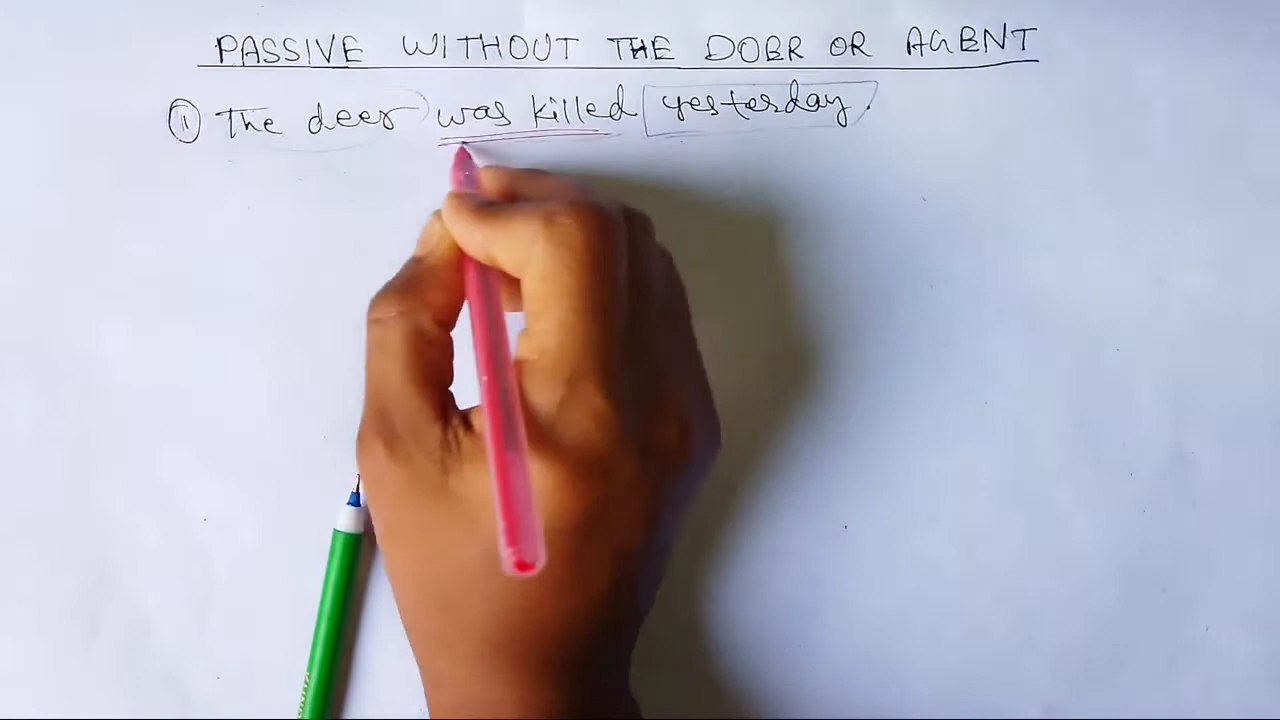 PASSIVE WITHOUT THE DOER OR AGENT
① The deer was killed yesterday.